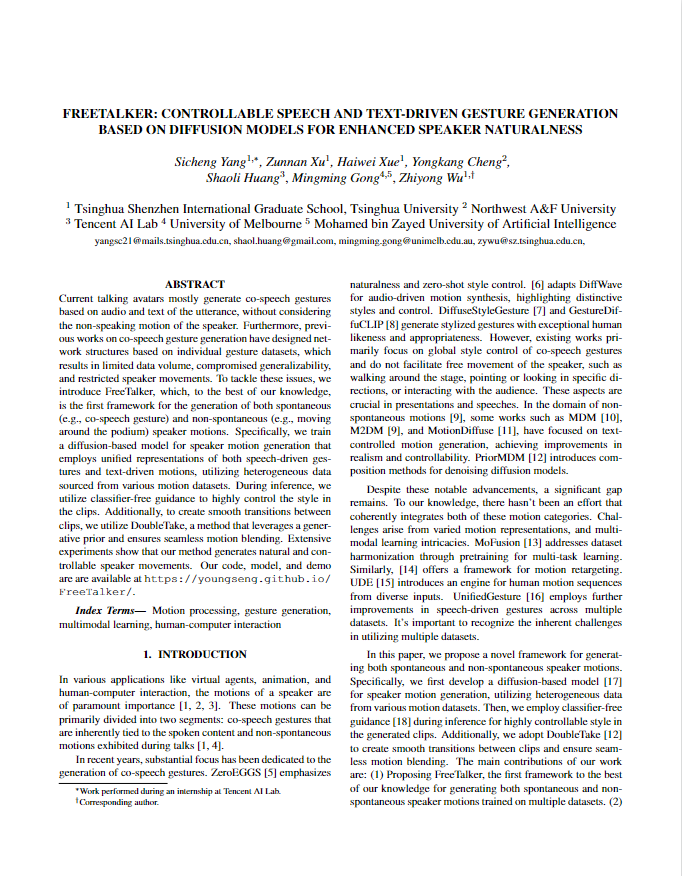 FREETALKER: CONTROLLABLE SPEECH AND TEXT-DRIVEN GESTURE GENERATION
BASED ON DIFFUSION MODELS FOR ENHANCED SPEAKER NATURALNESS
Sicheng Yang1,*, Zunnan Xu1, Haiwei Xue1, Yongkang Cheng2,
Shaoli Huang3, Mingming Gong4,5, Zhiyong Wu1,†
1 Tsinghua Shenzhen International Graduate School, Tsinghua University 2 Northwest A&F University
3 Tencent AI Lab 4 University of Melbourne 5 Mohamed bin Zayed University of Artificial Intelligence
yangsc21@mails.tsinghua.edu.cn, shaol.huang@gmail.com, mingming.gong@unimelb.edu.au, zywu@sz.tsinghua.edu.cn,
ABSTRACT
Current talking avatars mostly generate co-speech gestures
based on audio and text of the utterance, without considering
the non-speaking motion of the speaker. Furthermore, previ-
ous works on co-speech gesture generation have designed net-
work structures based on individual gesture datasets, which
results in limited data volume, compromised generalizability,
and restricted speaker movements. To tackle these issues, we
introduce FreeTalker, which, to the best of our knowledge,
is the first framework for the generation of both spontaneous
(e.g., co-speech gesture) and non-spontaneous (e.g., moving
around the podium) speaker motions. Specifically, we train
a diffusion-based model for speaker motion generation that
employs unified representations of both speech-driven ges-
tures and text-driven motions, utilizing heterogeneous data
sourced from various motion datasets. During inference, we
utilize classifier-free guidance to highly control the style in
the clips. Additionally, to create smooth transitions between
clips, we utilize DoubleTake, a method that leverages a gener-
ative prior and ensures seamless motion blending. Extensive
experiments show that our method generates natural and con-
trollable speaker movements. Our code, model, and demo
are are available at https://youngseng.github.io/
FreeTalker/.
Index Terms— Motion processing, gesture generation,
multimodal learning, human-computer interaction
1. INTRODUCTION
In various applications like virtual agents, animation, and
human-computer interaction, the motions of a speaker are
of paramount importance [1, 2, 3]. These motions can be
primarily divided into two segments: co-speech gestures that
are inherently tied to the spoken content and non-spontaneous
motions exhibited during talks [1, 4].
In recent years, substantial focus has been dedicated to the
generation of co-speech gestures. ZeroEGGS [5] emphasizes
*Work performed during an internship at Tencent AI Lab.
†Corresponding author.
naturalness and zero-shot style control. [6] adapts DiffWave
for audio-driven motion synthesis, highlighting distinctive
styles and control. DiffuseStyleGesture [7] and GestureDif-
fuCLIP [8] generate stylized gestures with exceptional human
likeness and appropriateness. However, existing works pri-
marily focus on global style control of co-speech gestures
and do not facilitate free movement of the speaker, such as
walking around the stage, pointing or looking in specific di-
rections, or interacting with the audience. These aspects are
crucial in presentations and speeches. In the domain of non-
spontaneous motions [9], some works such as MDM [10],
M2DM [9], and MotionDiffuse [11], have focused on text-
controlled motion generation, achieving improvements in
realism and controllability. PriorMDM [12] introduces com-
position methods for denoising diffusion models.
Despite these notable advancements, a significant gap
remains. To our knowledge, there hasn't been an effort that
coherently integrates both of these motion categories. Chal-
lenges arise from varied motion representations, and multi-
modal learning intricacies. MoFusion [13] addresses dataset
harmonization through pretraining for multi-task learning.
Similarly, [14] offers a framework for motion retargeting.
UDE [15] introduces an engine for human motion sequences
from diverse inputs. UnifiedGesture [16] employs further
improvements in speech-driven gestures across multiple
datasets. It's important to recognize the inherent challenges
in utilizing multiple datasets.
In this paper, we propose a novel framework for generat-
ing both spontaneous and non-spontaneous speaker motions.
Specifically, we first develop a diffusion-based model [17]
for speaker motion generation, utilizing heterogeneous data
from various motion datasets. Then, we employ classifier-free
guidance [18] during inference for highly controllable style in
the generated clips. Additionally, we adopt DoubleTake [12]
to create smooth transitions between clips and ensure seam-
less motion blending. The main contributions of our work
are: (1) Proposing FreeTalker, the first framework to the best
of our knowledge for generating both spontaneous and non-
spontaneous speaker motions trained on multiple datasets. (2)